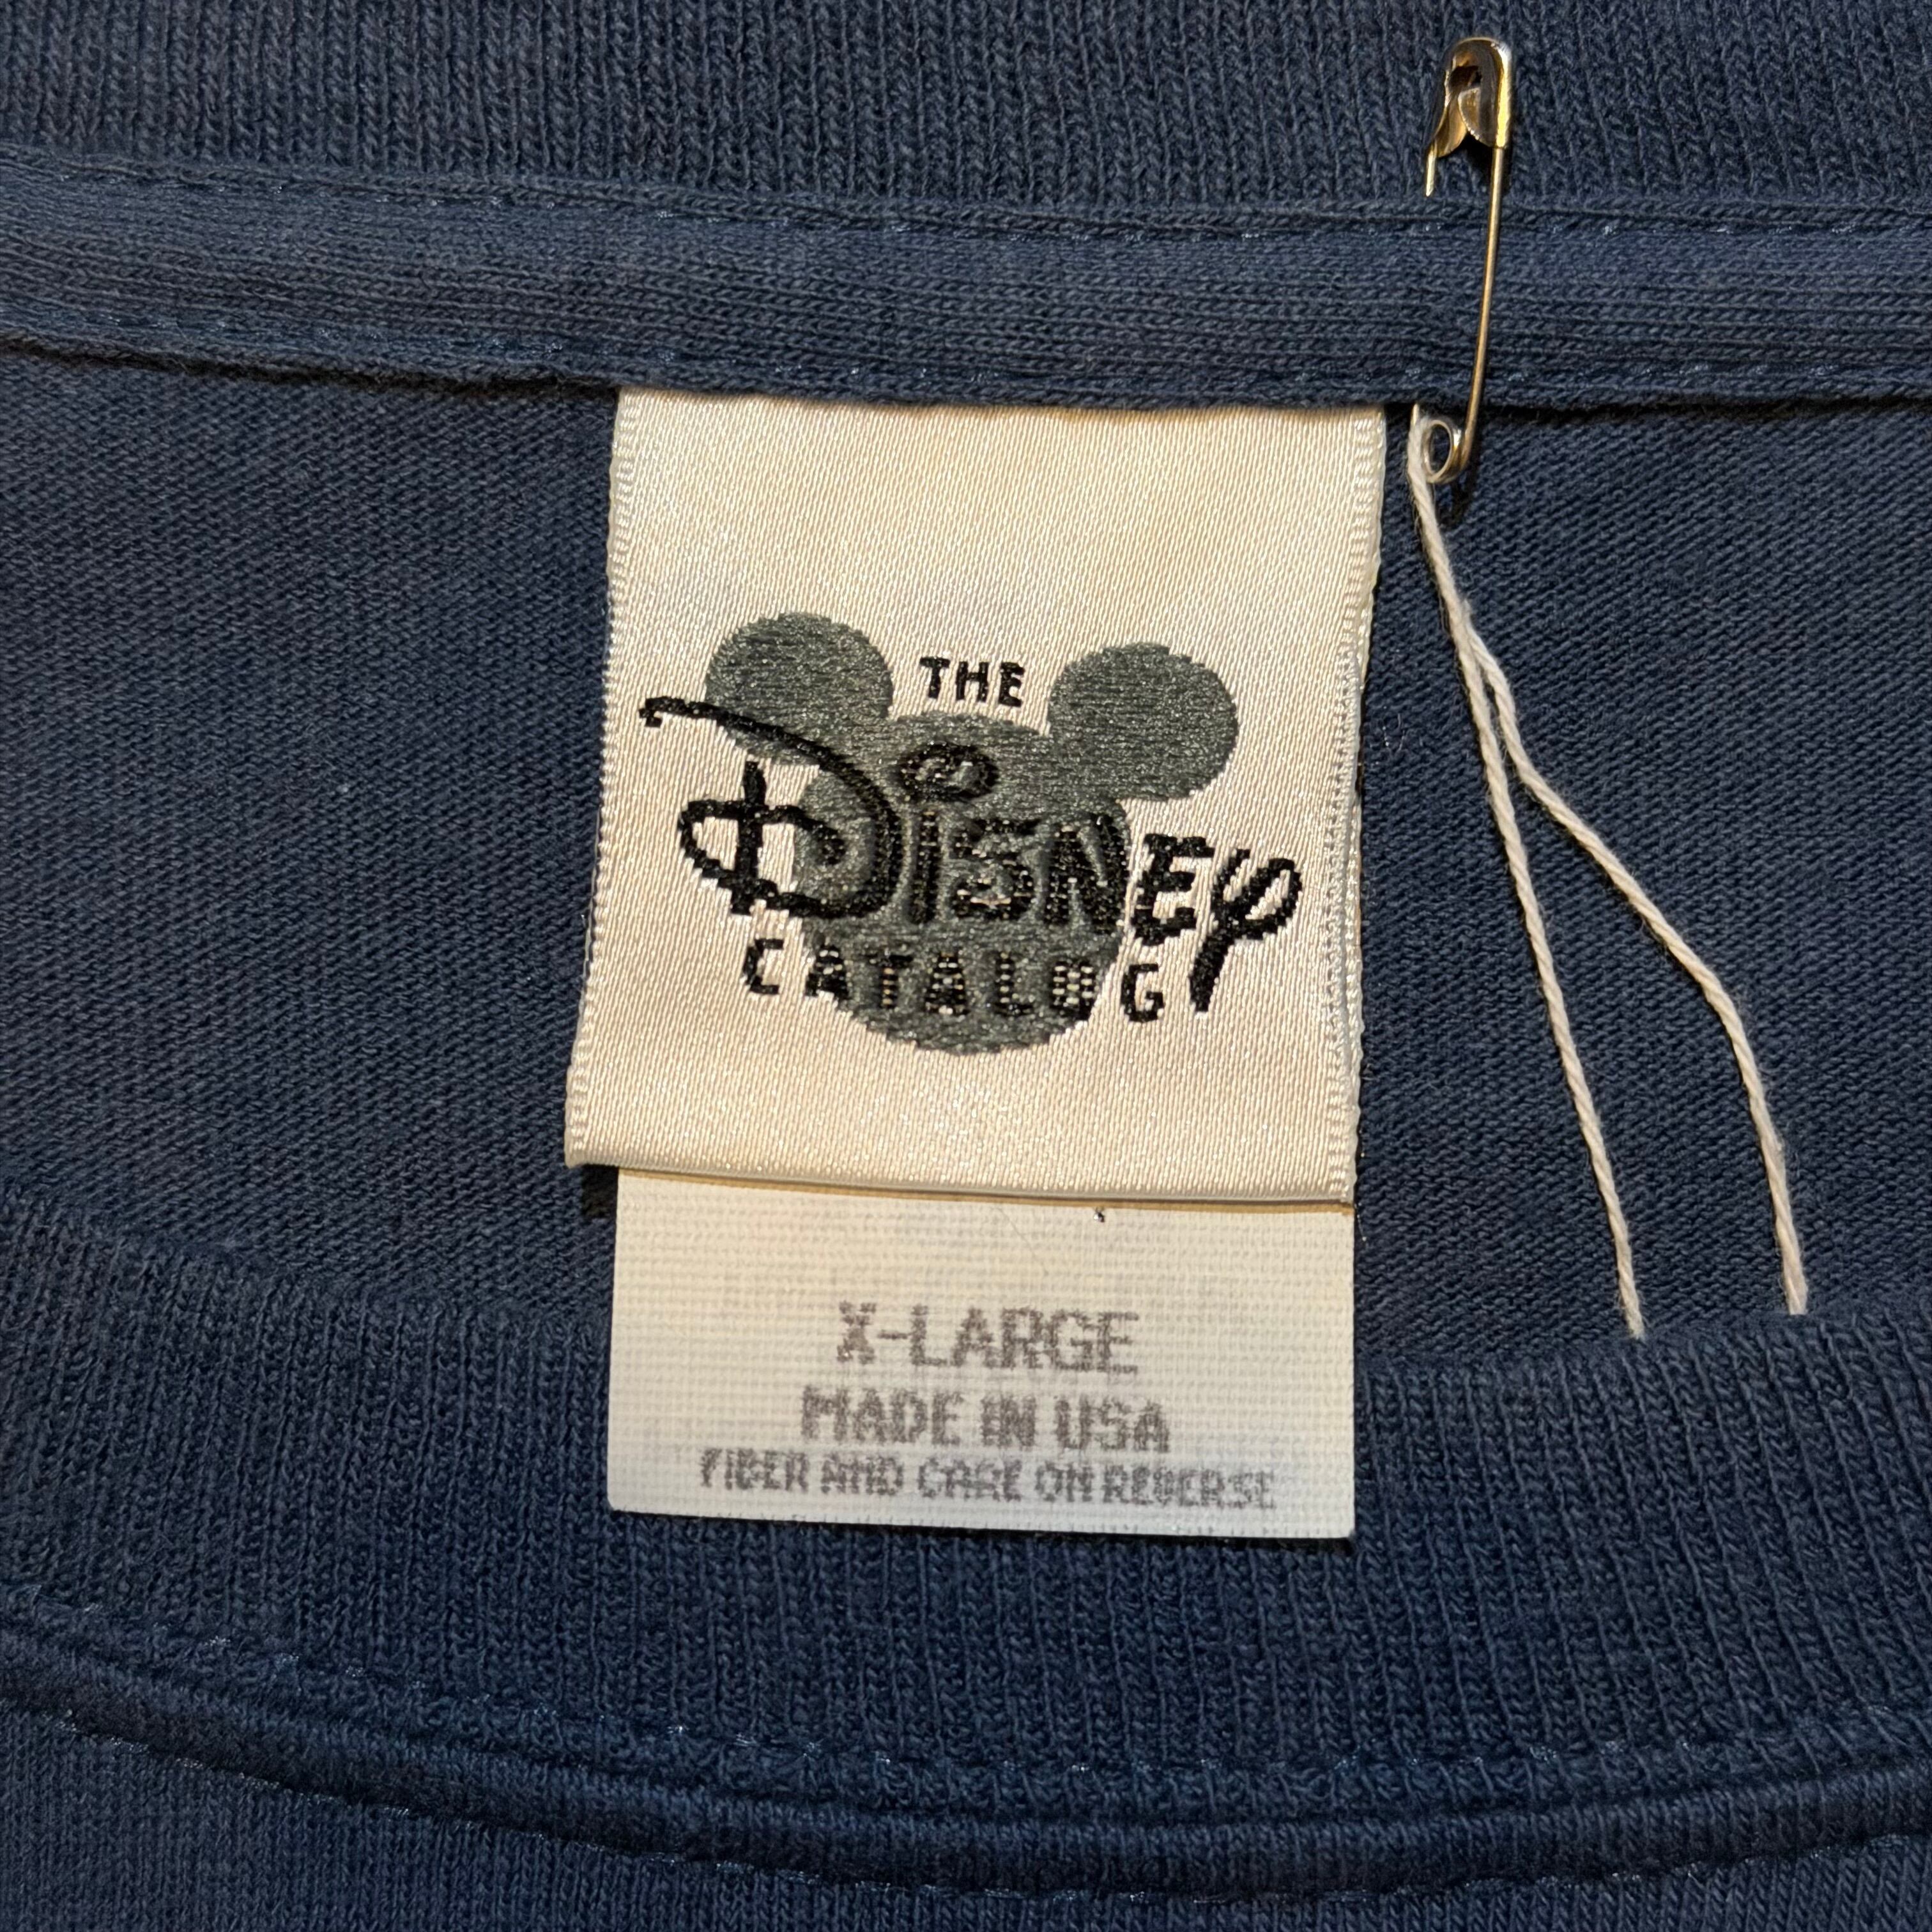 THE
DiSNEY
CATALOG
X-LARGE
MADE IN USA
FIBER AND CARE ON REVERSE